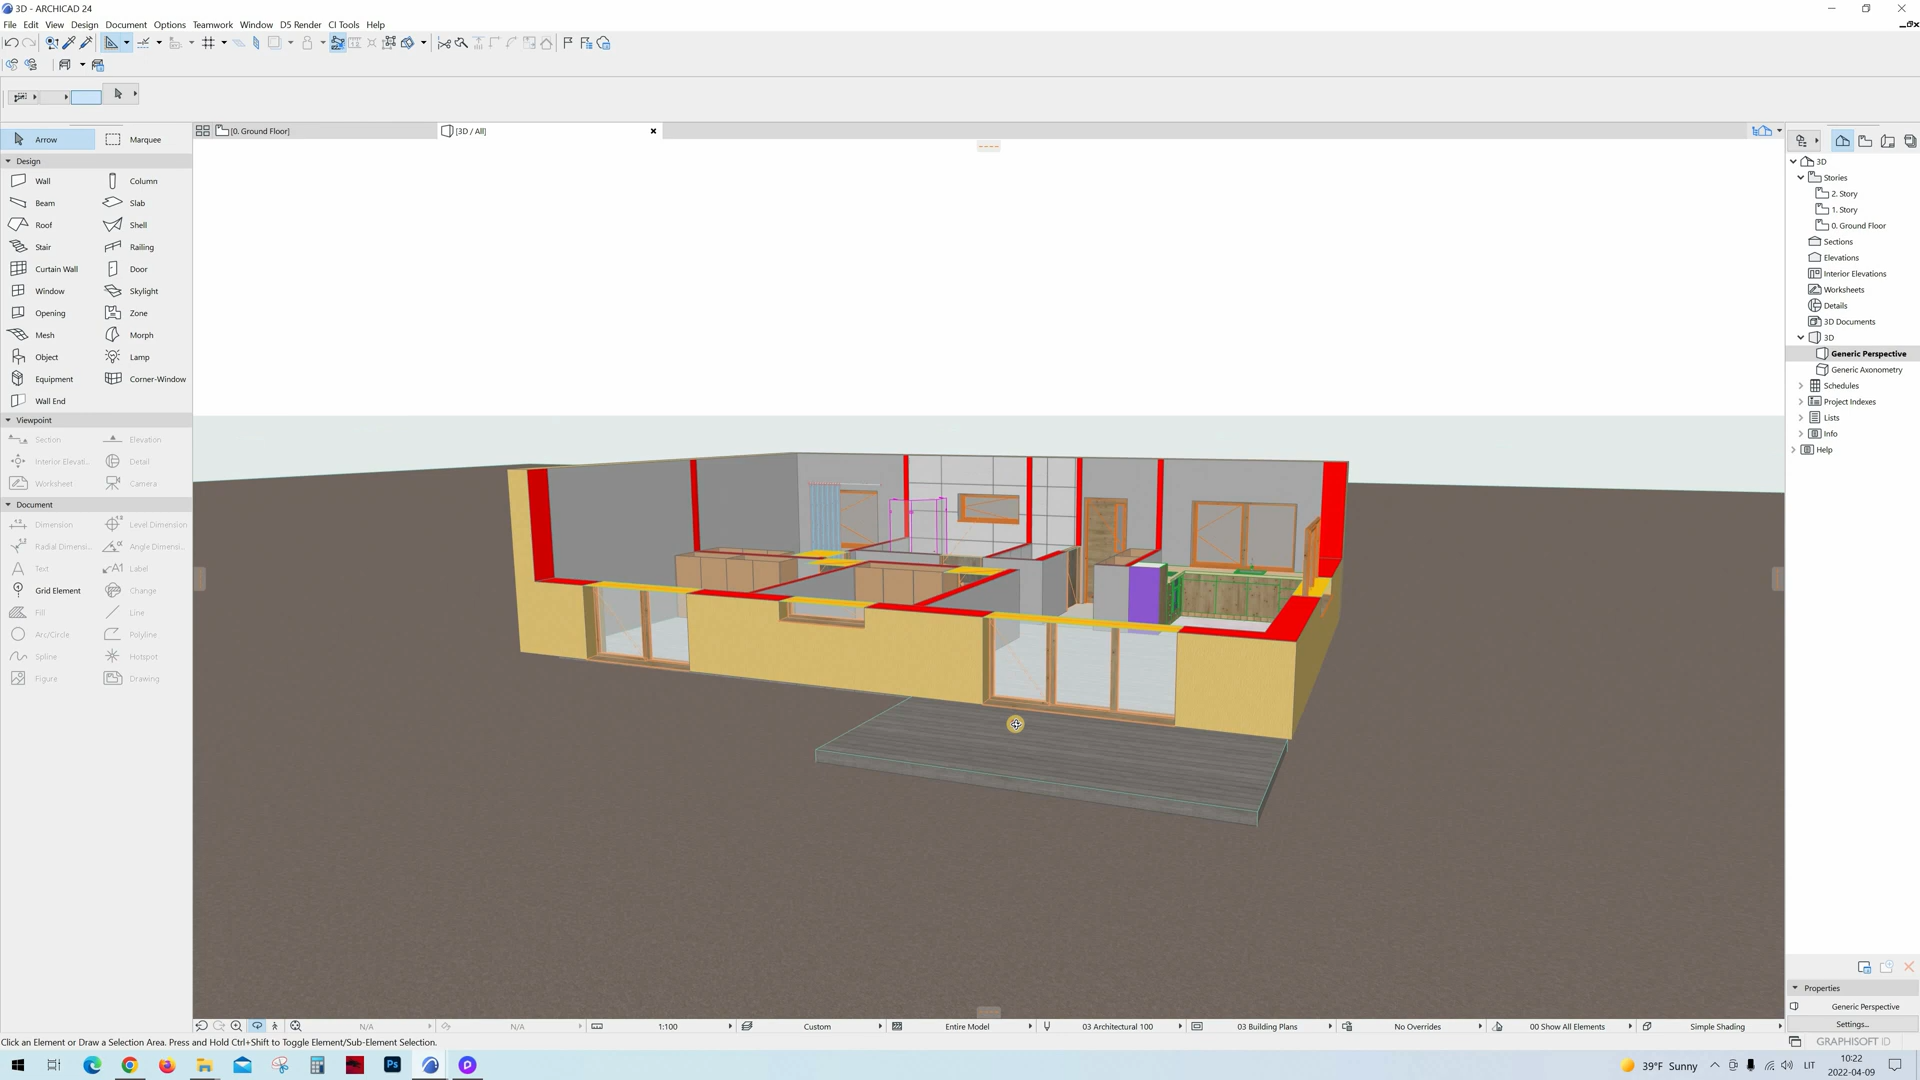 3D - ARCHICAD 24
File Edit View Design Document Options Teamwork Window D5 Render CI Tools Help
[0. Ground Floor] [3D / All]
Arrow Marquee
Design
Wall Column
Beam Slab
Roof Shell
Stair Railing
Curtain Wall Door
Window Skylight
Opening Zone
Mesh Morph
Object Lamp
Equipment Corner-Window
Wall End
Viewpoint
Section Elevation
Interior Elevati... Detail
Worksheet Camera
Document
Dimension Level Dimension
Radial Dimensi... Angle Dimensi...
Text Label
Grid Element Change
Fill Line
Arc/Circle Polyline
Spline Hotspot
Figure Drawing
3D
Stories
2. Story
1. Story
0. Ground Floor
Sections
Elevations
Interior Elevations
Worksheets
Details
3D Documents
3D
Generic Perspective
Generic Axonometry
Schedules
Project Indexes
Lists
Info
Help
Properties
Generic Perspective
Settings...
GRAPHISOFT ID
N/A N/A 1:100 Custom Entire Model 03 Architectural 100 03 Building Plans No Overrides 00 Show All Elements Simple Shading
Click an Element or Draw a Selection Area. Press and Hold Ctrl+Shift to Toggle Element/Sub-Element Selection.
Ps
39°F Sunny LIT 10:22
2022-04-09